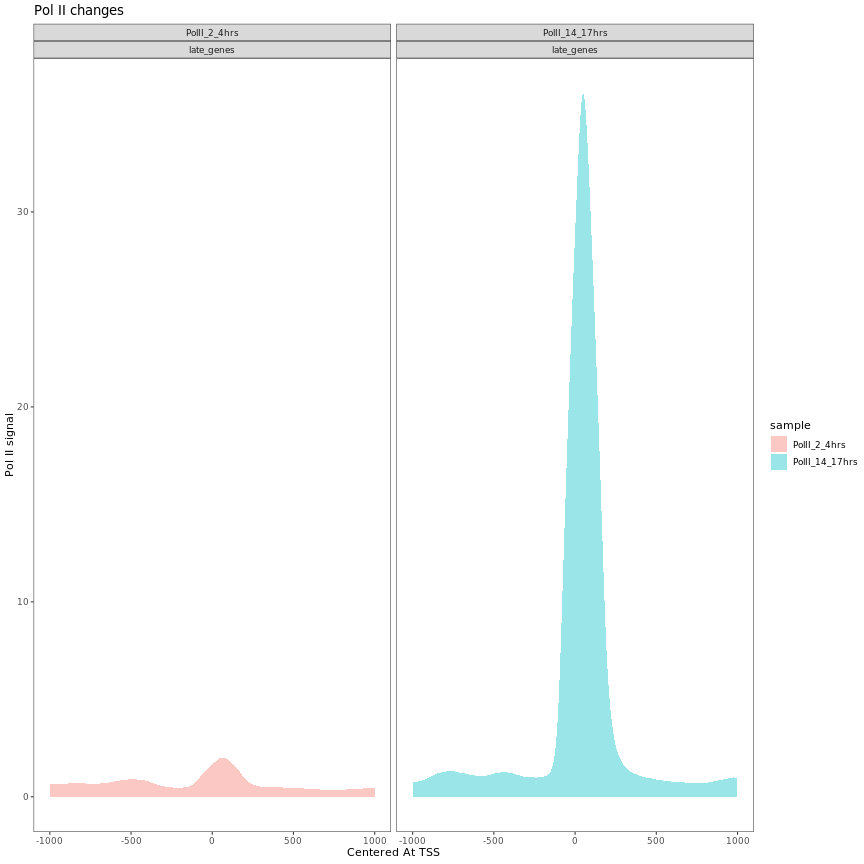 Pol II changes
PolII_2_4hrs
PolII_14_17hrs
late_genes
late_genes
30
20
10
0
Pol II signal
-1000
-500
0
500
1000
-1000
-500
0
500
1000
Centered At TSS
sample
PolII_2_4hrs
PolII_14_17hrs